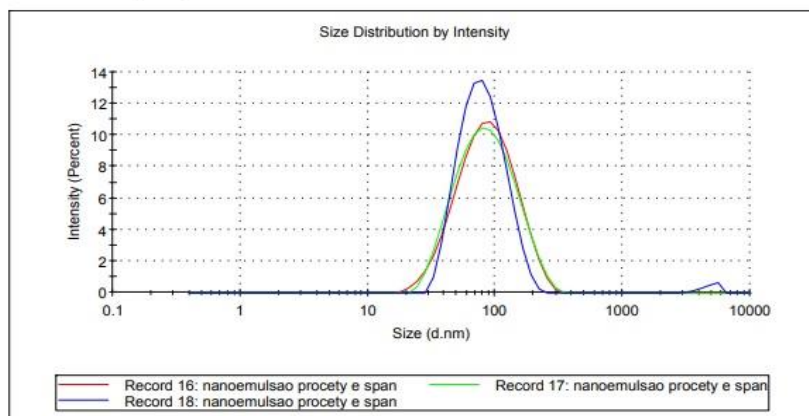 Size Distribution by Intensity
14
12
10
8
6
4
2
0
Intensity (Percent)
0.1 1 10 100 1000 10000
Size (d.nm)
Record 16: nanoemulsao procety e span Record 17: nanoemulsao procety e span
Record 18: nanoemulsao procety e span